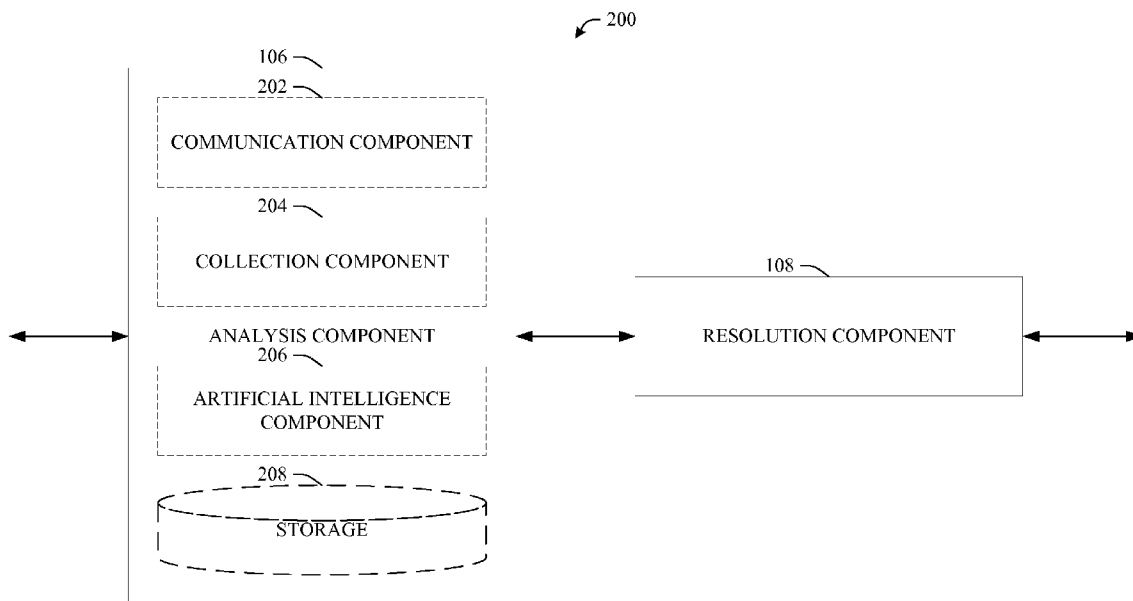 200
106
202
COMMUNICATION COMPONENT
204
COLLECTION COMPONENT
108
ANALYSIS COMPONENT
RESOLUTION COMPONENT
206
ARTIFICIAL INTELLIGENCE
COMPONENT
208
STORAGE